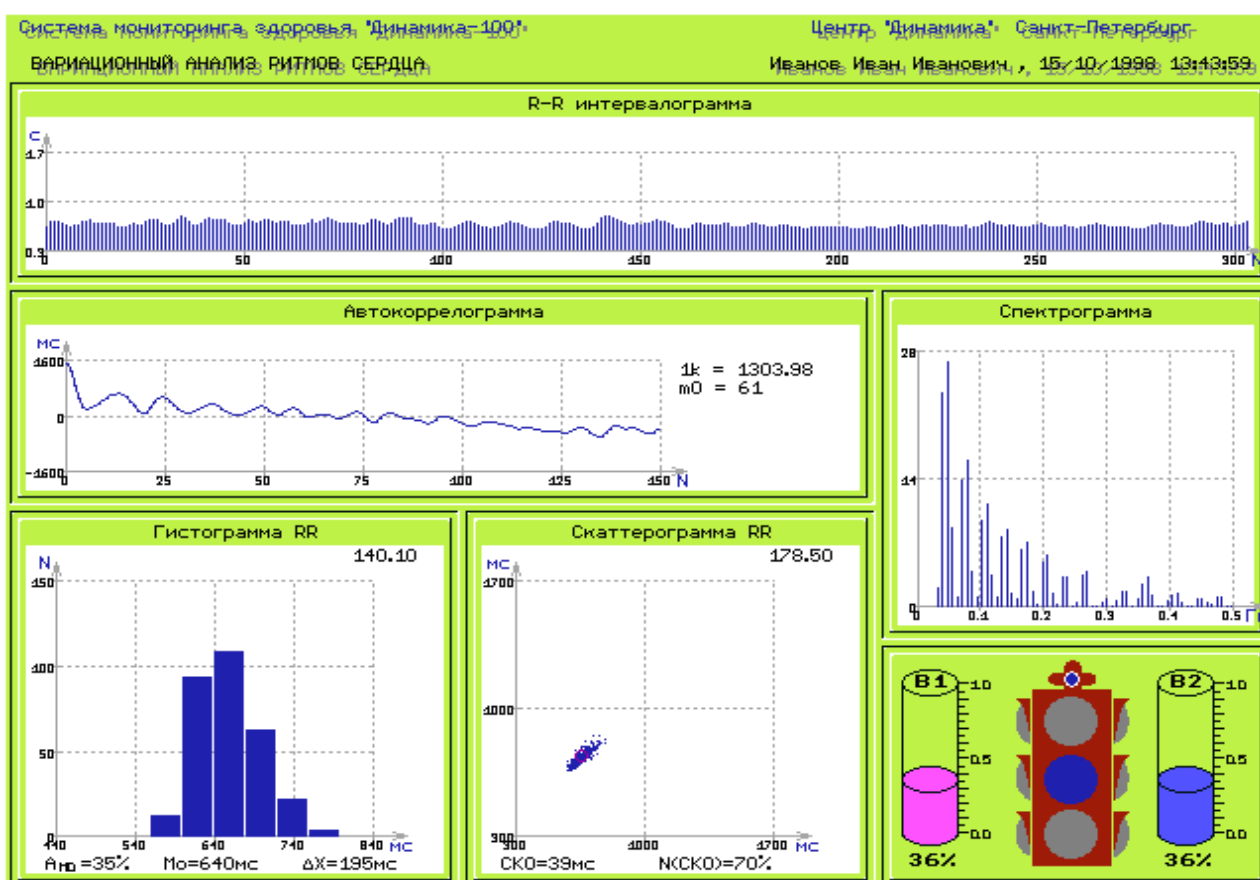 Система мониторинга здоровья "Динамика-100"
Центр "Динамика" Санкт-Петербург
ВАРИАЦИОННЫЙ АНАЛИЗ РИТМОВ СЕРДЦА
Иванов Иван Иванович , 15/10/1998 13:43:59
R-R интервалограмма
с
1.7
1.0
0.3
0 50 100 150 200 250 300 N
Автокоррелограмма
мс
1600
0
-1600
0 25 50 75 100 125 150 N
1k = 1303.98
m0 = 61
Спектрограмма
28
14
0
0 0.1 0.2 0.3 0.4 0.5
Гистограмма RR
140.10
N
150
100
50
0
440 540 640 740 840 мс
Aмо=35% Mo=640мс ΔX=195мс
Скаттерограмма RR
178.50
мс
1700
1000
300
300 1000 1700 мс
СКО=39мс N(СКО)=70%
B1
1.0
0.5
0.0
36%
B2
1.0
0.5
0.0
36%